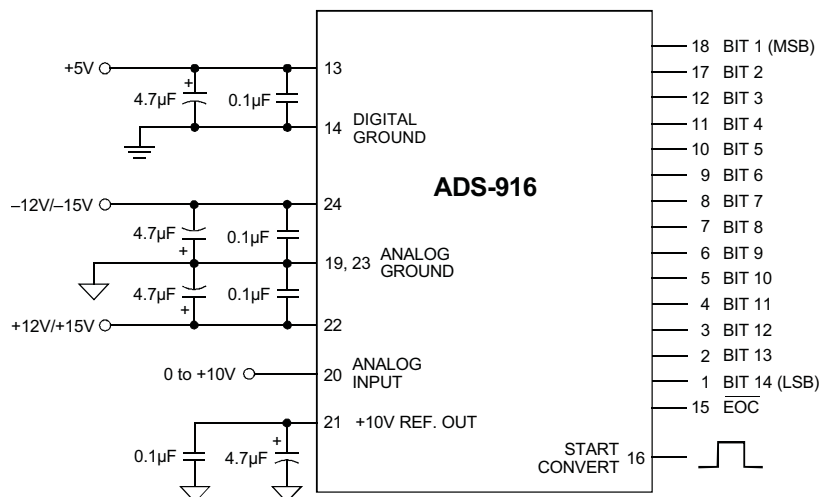 +5V
+
4.7µF
0.1µF
13
14 DIGITAL
GROUND
–12V/–15V
24
4.7µF
0.1µF
+
19, 23 ANALOG
GROUND
4.7µF
0.1µF
+
+12V/+15V
22
0 to +10V
20 ANALOG
INPUT
21 +10V REF. OUT
+
0.1µF
4.7µF
ADS-916
18 BIT 1 (MSB)
17 BIT 2
12 BIT 3
11 BIT 4
10 BIT 5
9 BIT 6
8 BIT 7
7 BIT 8
6 BIT 9
5 BIT 10
4 BIT 11
3 BIT 12
2 BIT 13
1 BIT 14 (LSB)
15 EOC
START
CONVERT 16